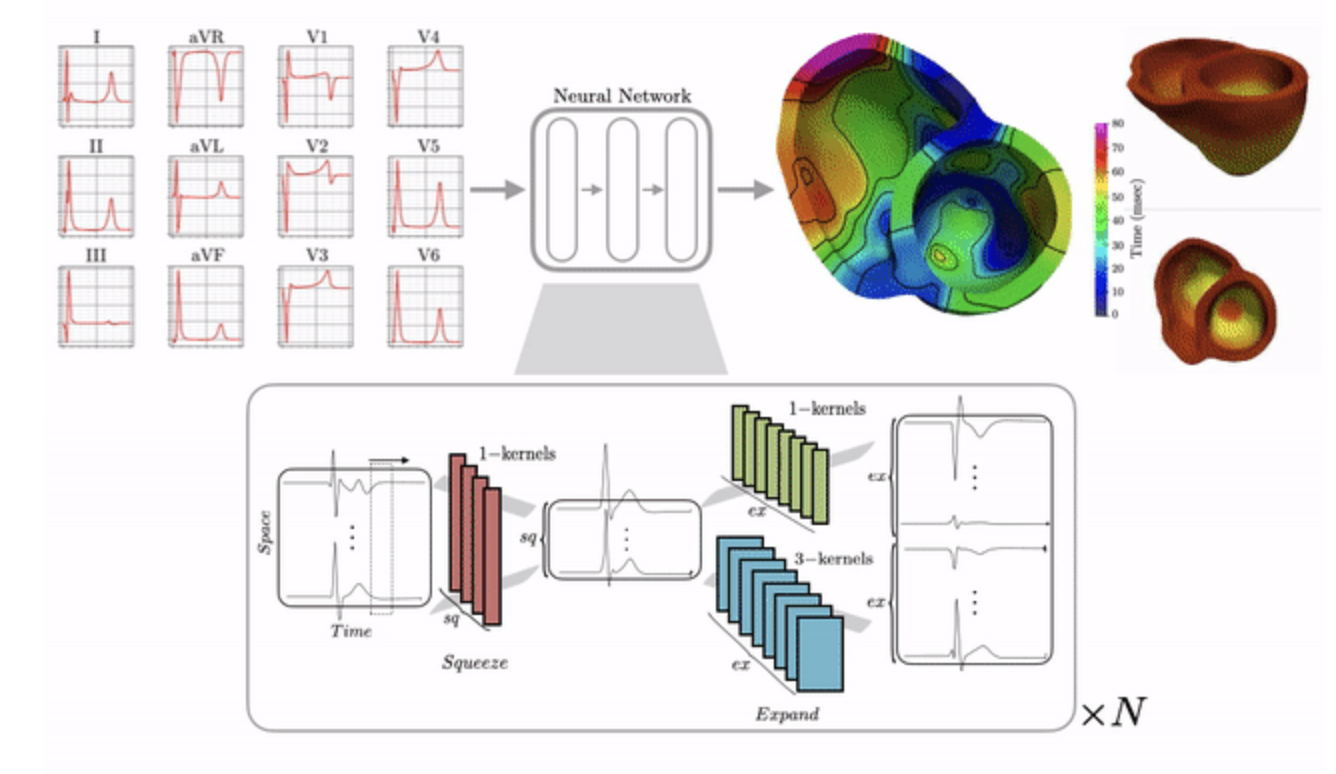 I aVR V1 V4
II aVL V2 V5
III aVF V3 V6
Neural Network
80
70
60
50
40
30
20
10
0
Time (msec)
Space
Time
1−kernels
sq
Squeeze
sq
1−kernels
ex
3−kernels
ex
Expand
ex
ex
×N